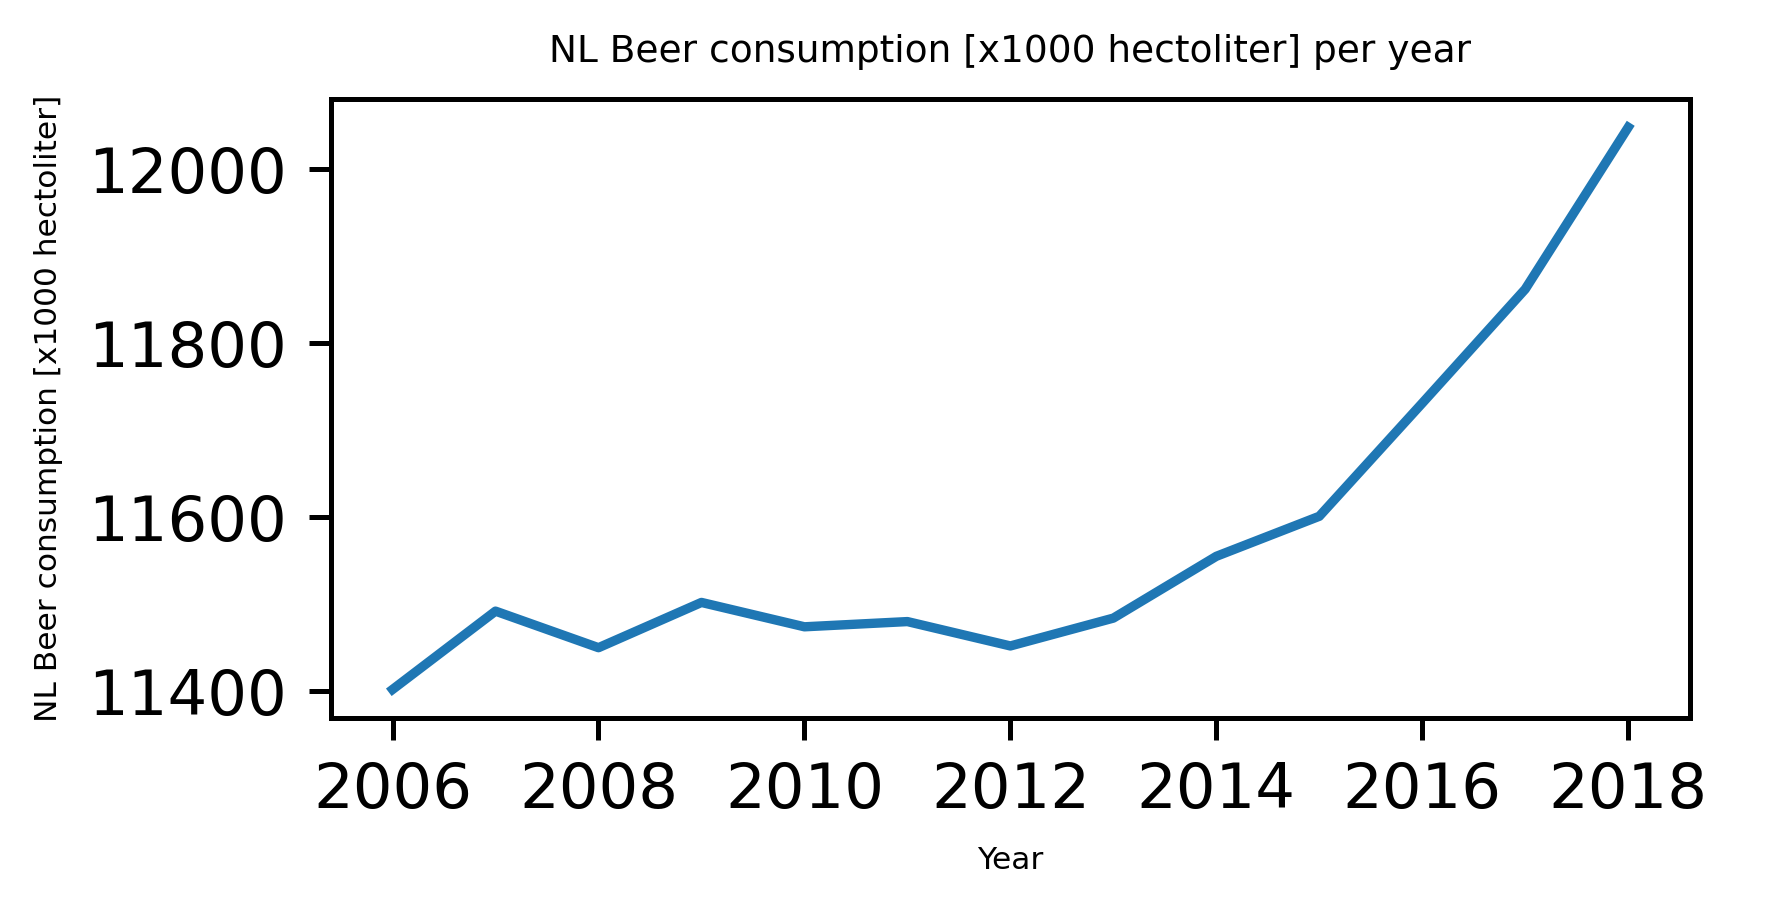 NL Beer consumption [x1000 hectoliter] per year
NL Beer consumption [x1000 hectoliter]
12000
11800
11600
11400
2006 2008 2010 2012 2014 2016 2018
Year